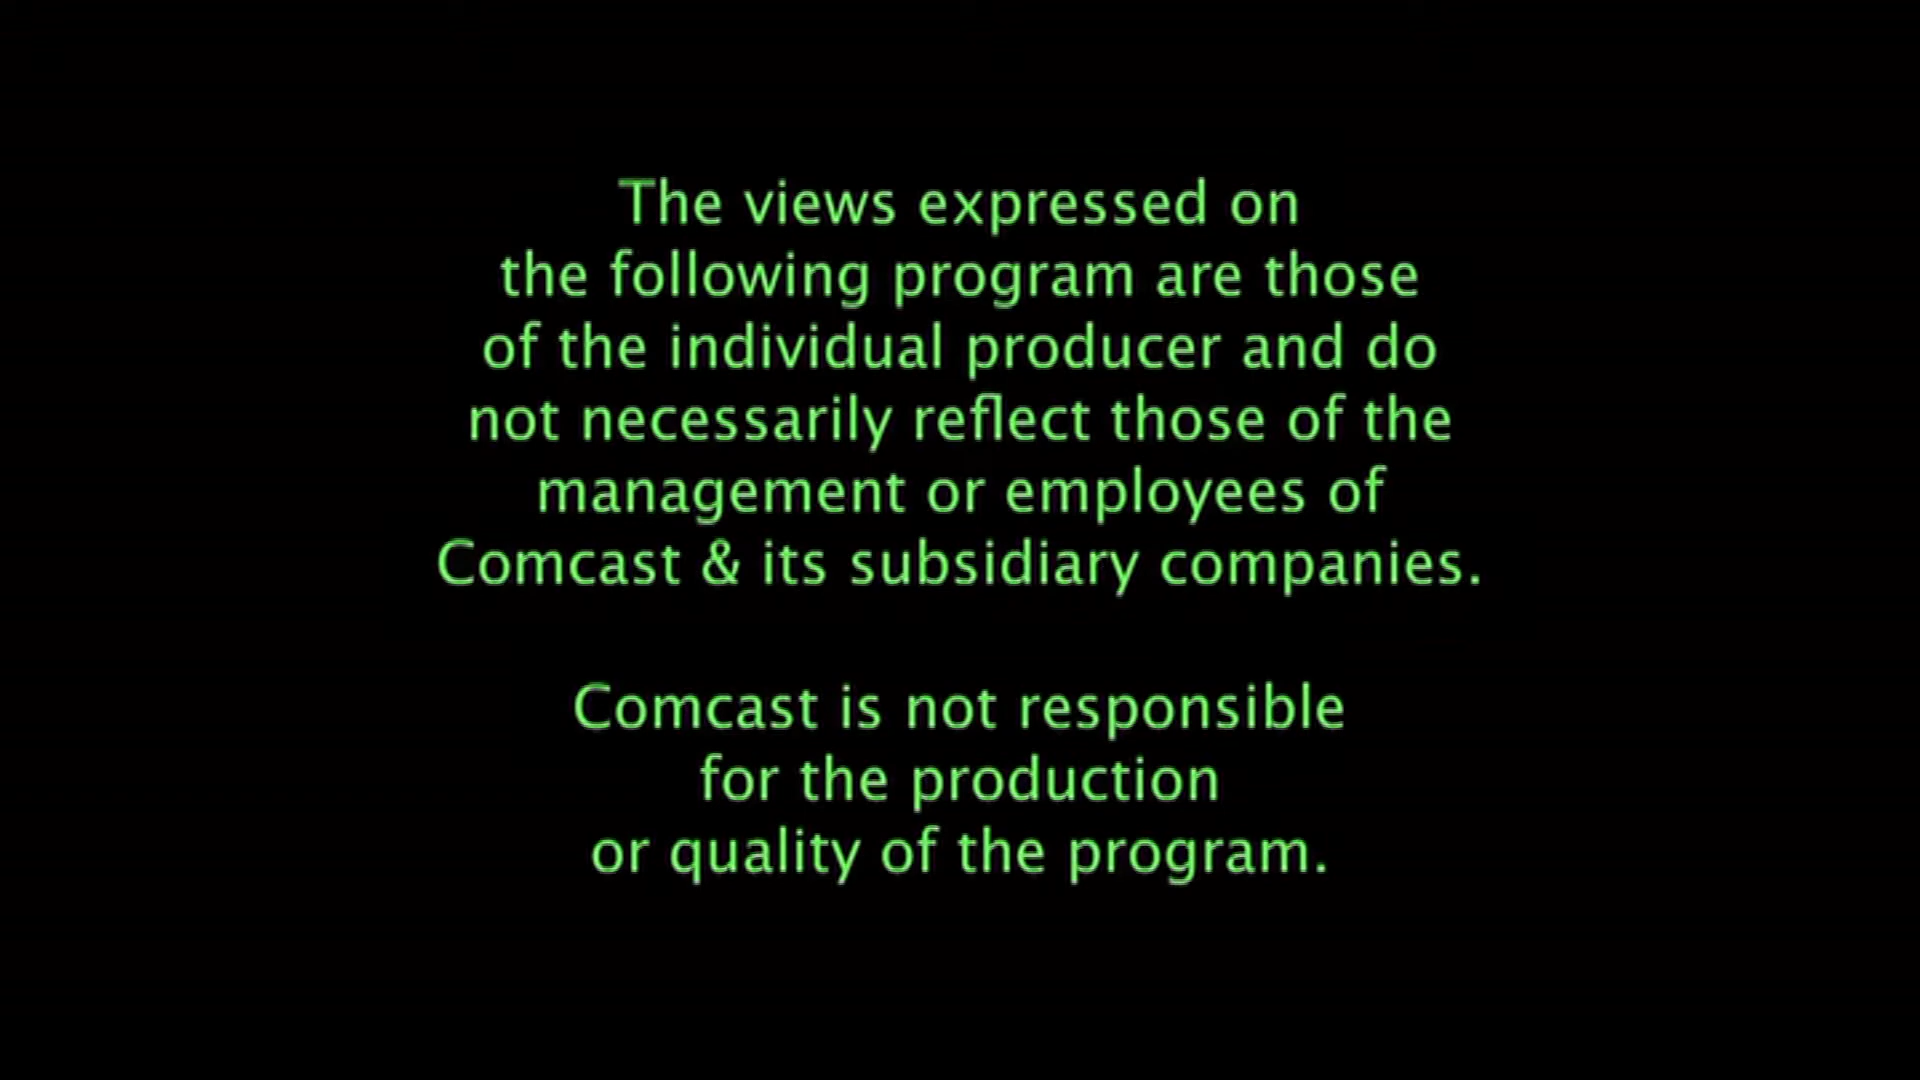 The views expressed on
the following program are those
of the individual producer and do
not necessarily reflect those of the
management or employees of
Comcast & its subsidiary companies.
Comcast is not responsible
for the production
or quality of the program.